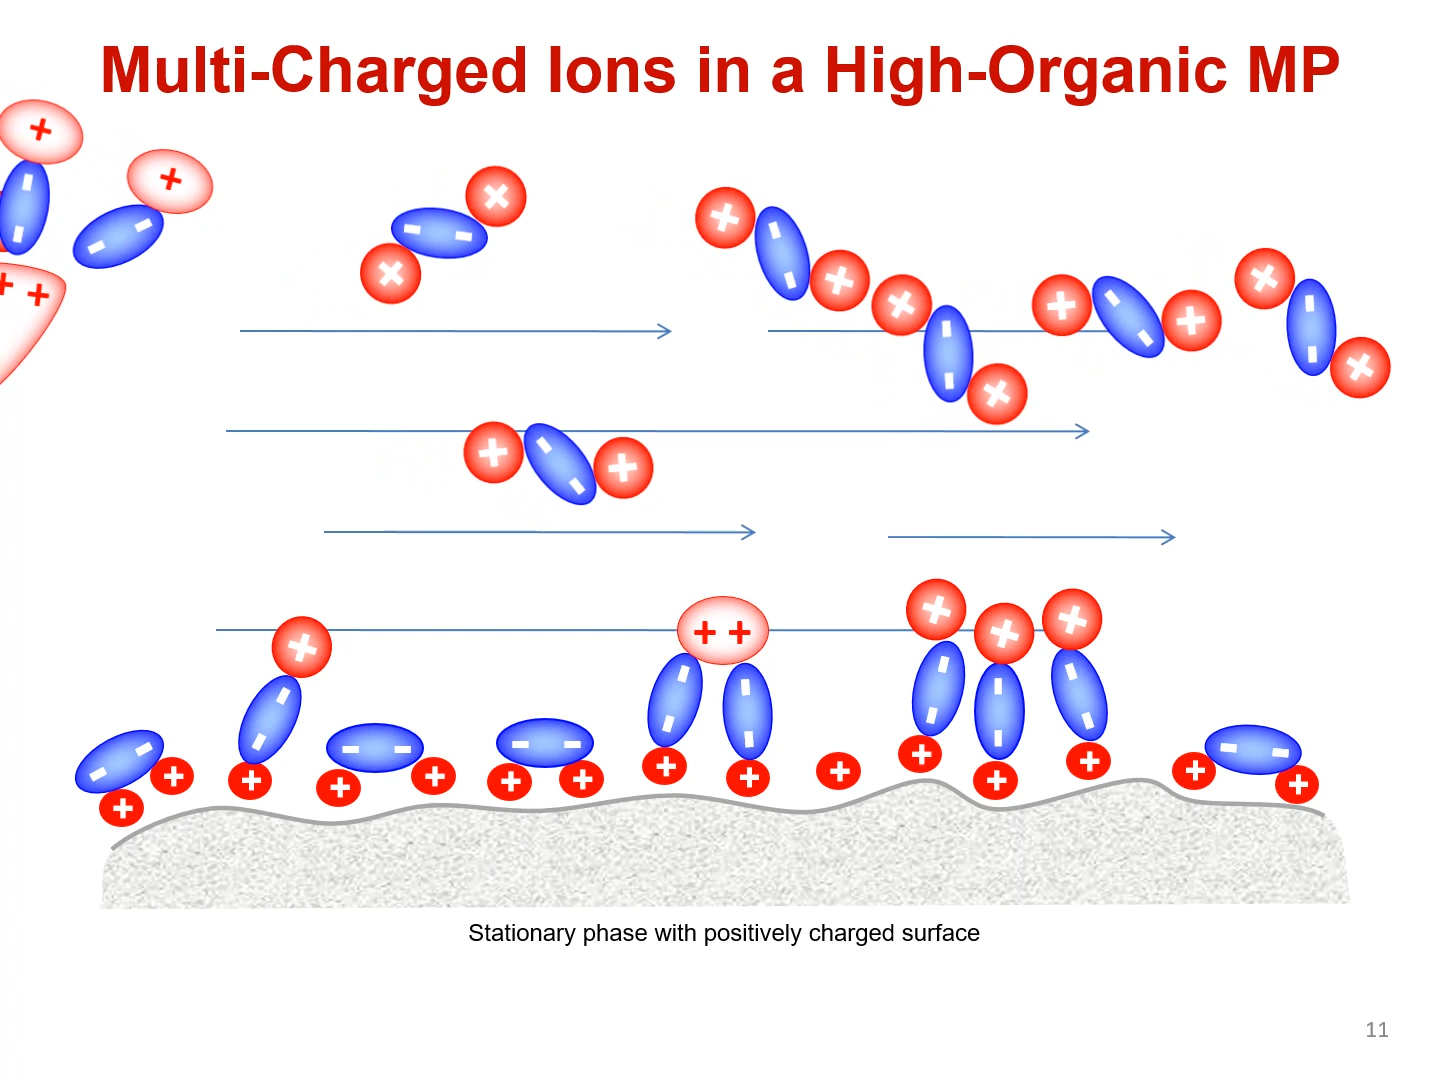 Multi-Charged Ions in a High-Organic MP
Stationary phase with positively charged surface
11